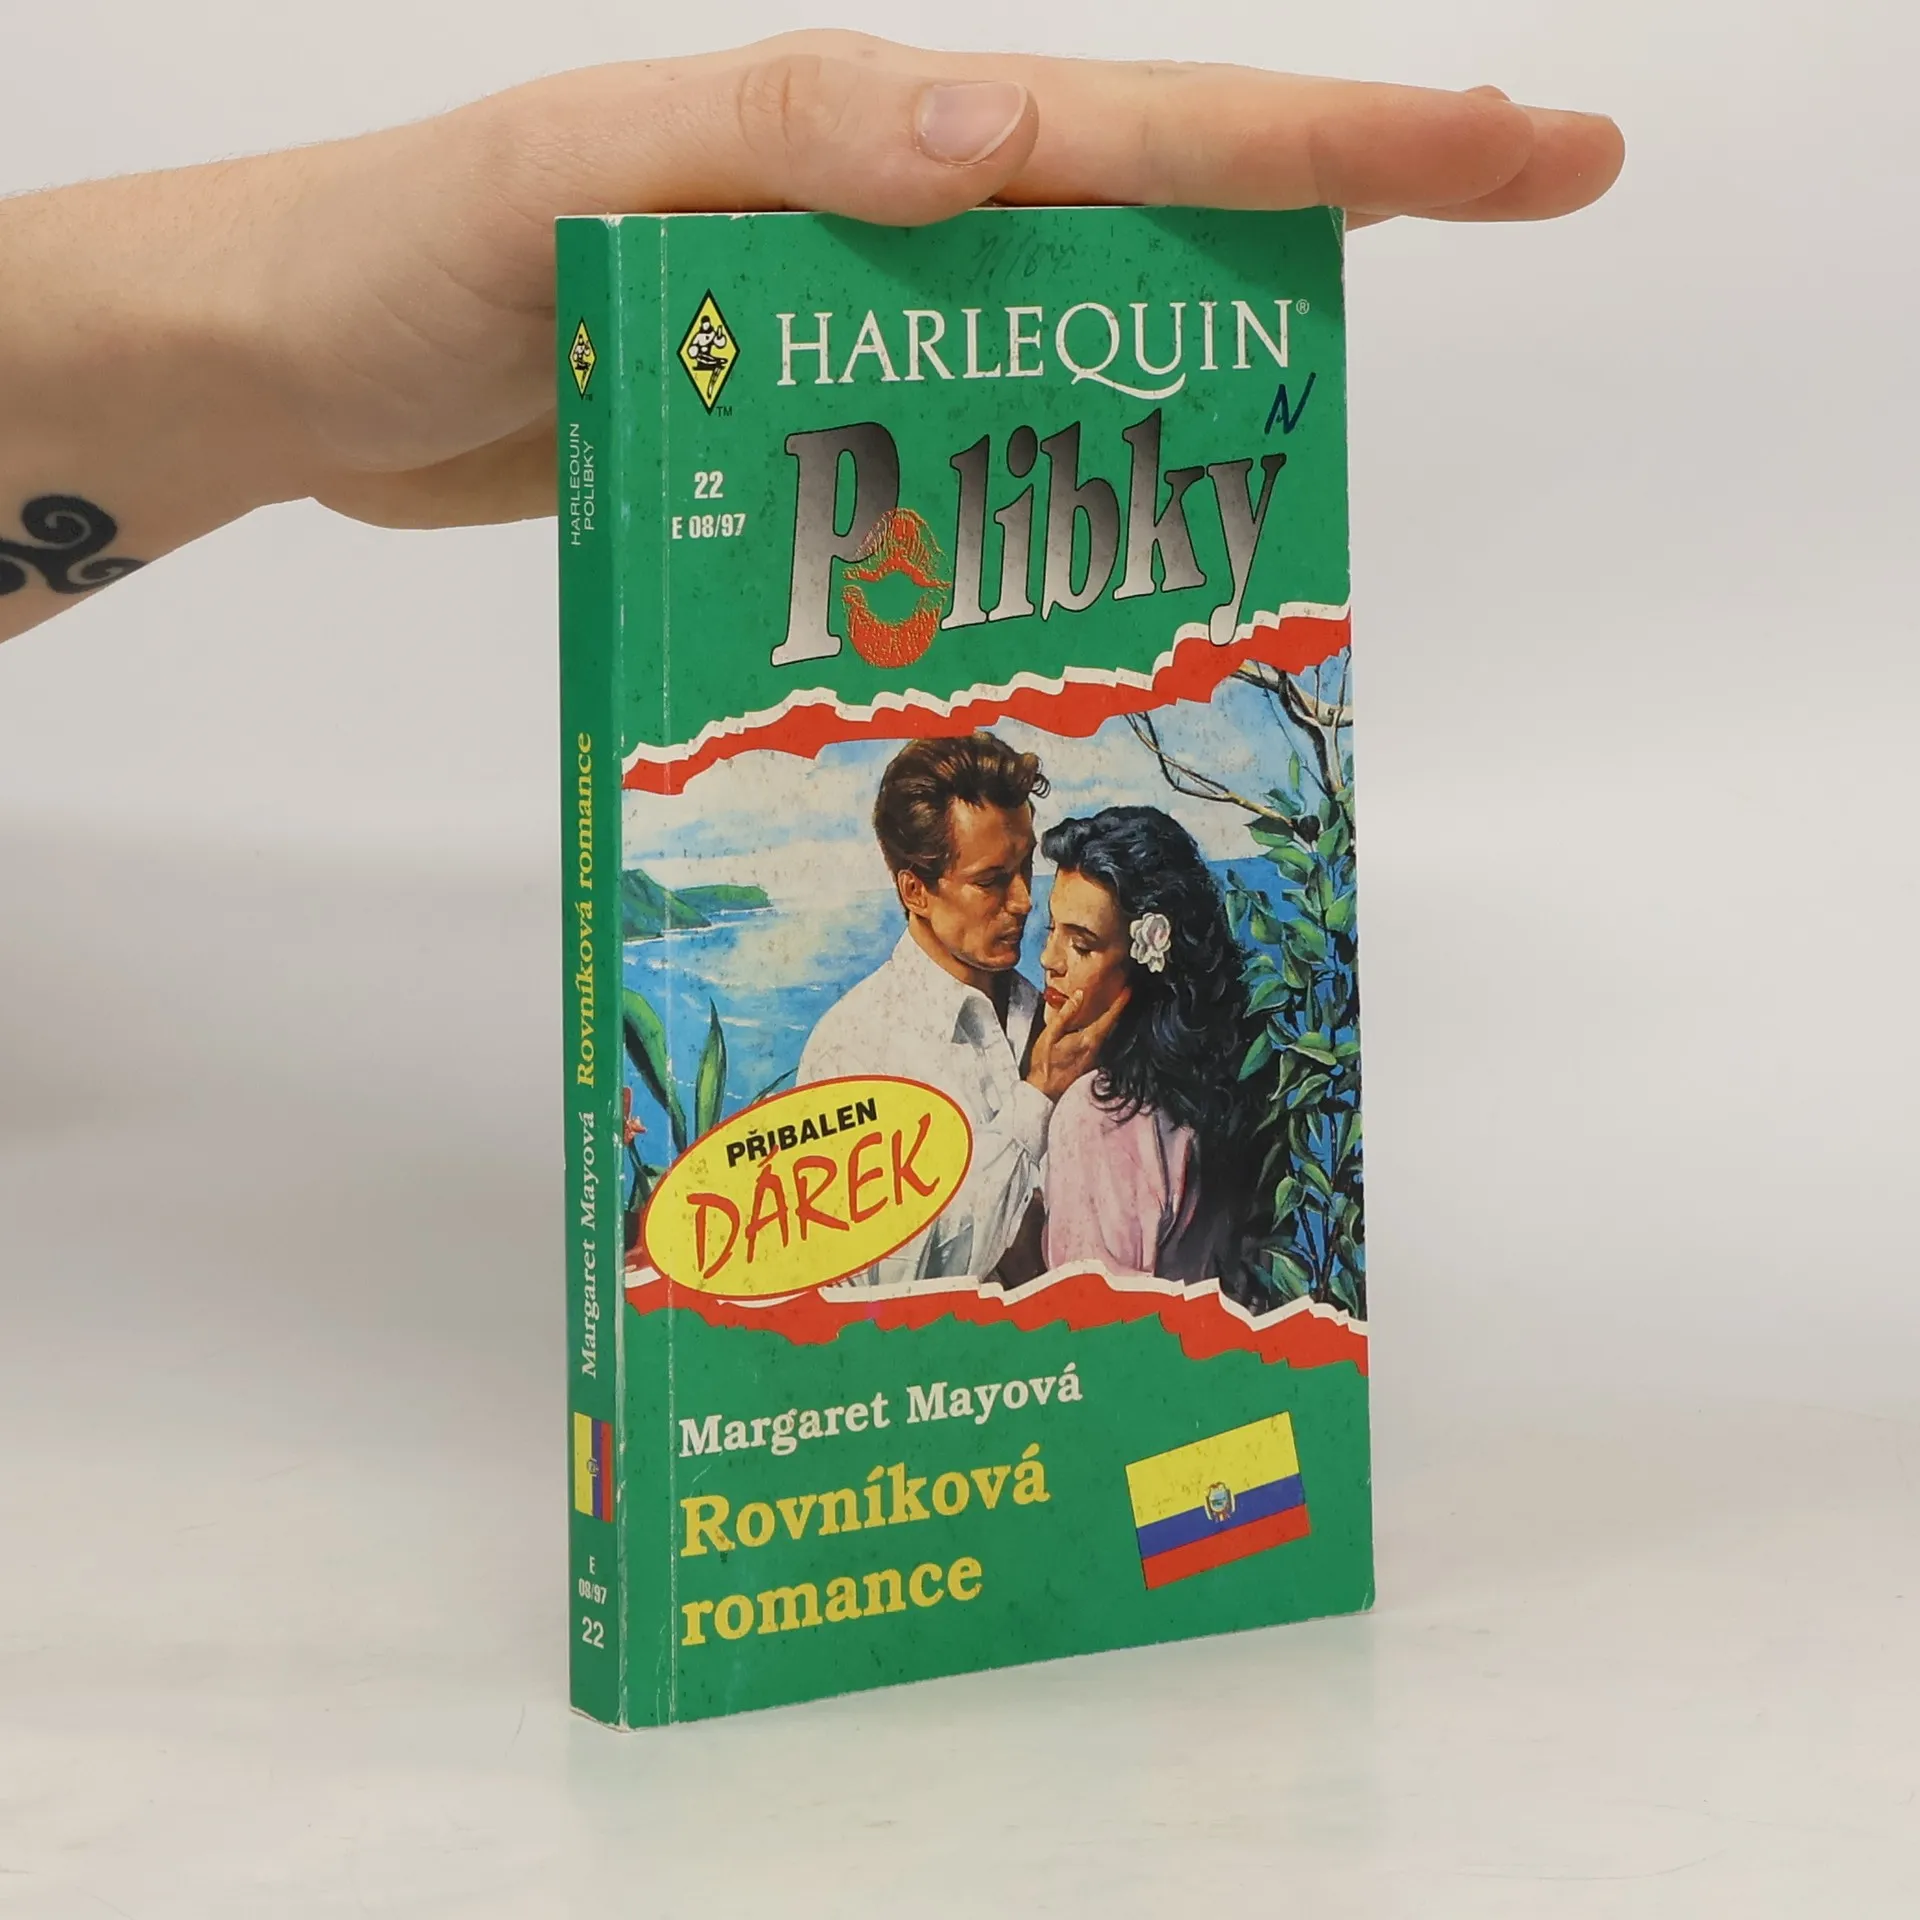 HARLEQUIN®
N
Polibky
TM
22
E 08/97
PŘIBALEN
DÁREK
Margaret Mayová
Rovníková
romance
HARLEQUIN
POLIBKY
Margaret Mayová Rovníková romance
E
08/97
22